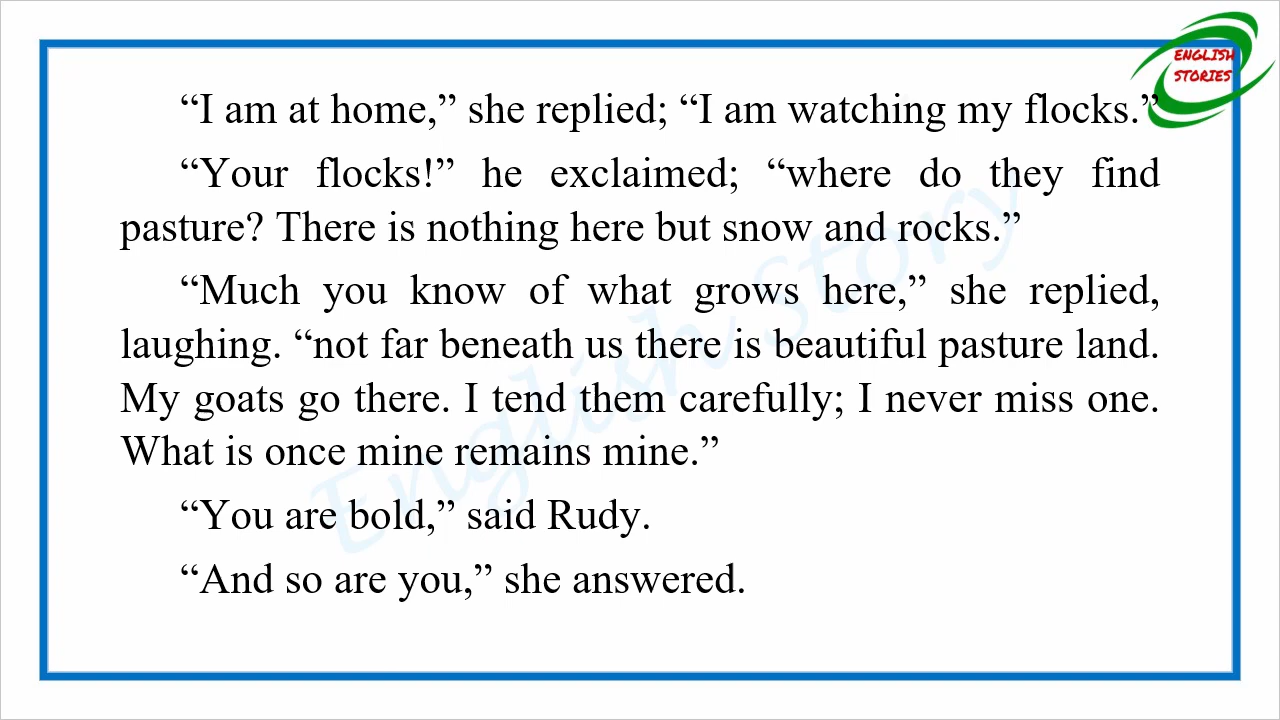 ENGLISH
STORIES
“I am at home,” she replied; “I am watching my flocks.”
“Your flocks!” he exclaimed; “where do they find
pasture? There is nothing here but snow and rocks.”
“Much you know of what grows here,” she replied,
laughing. “not far beneath us there is beautiful pasture land.
My goats go there. I tend them carefully; I never miss one.
What is once mine remains mine.”
“You are bold,” said Rudy.
“And so are you,” she answered.
English Story